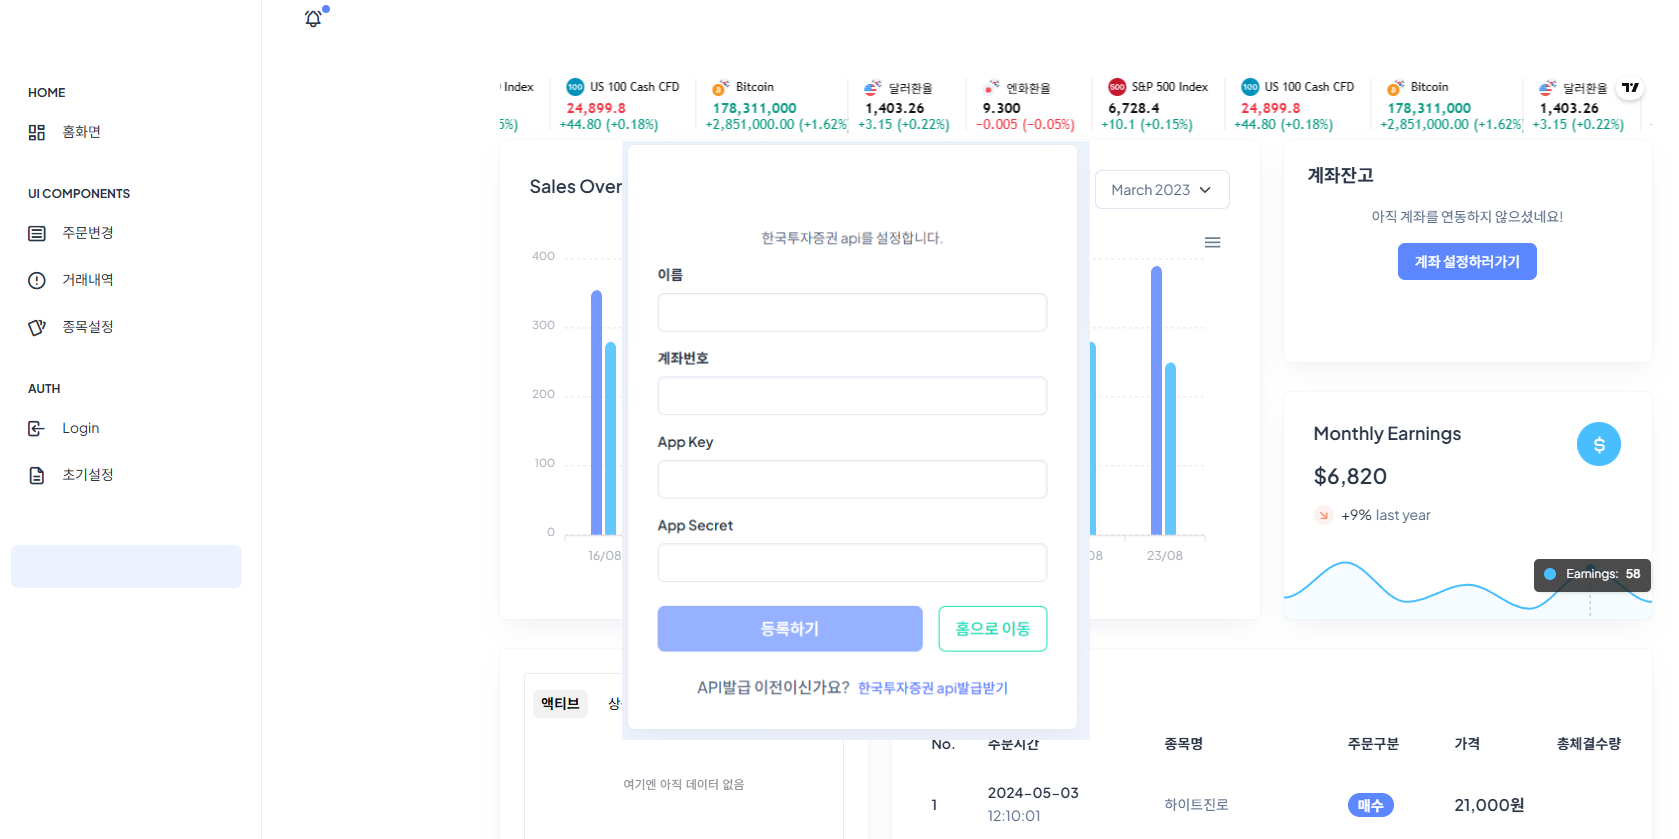 HOME
홈화면
UI COMPONENTS
주문변경
거래내역
종목설정
AUTH
Login
초기설정
Index US 100 Cash CFD Bitcoin 달러환율 엔화환율 S&P 500 Index US 100 Cash CFD Bitcoin 달러환율
24,899.8 178,311,000 1,403.26 9.300 6,728.4 24,899.8 178,311,000 1,403.26
5%) +44.80 (+0.18%) +2,851,000.00 (+1.62%) +3.15 (+0.22%) −0.005 (−0.05%) +10.1 (+0.15%) +44.80 (+0.18%) +2,851,000.00 (+1.62%) +3.15 (+0.22%)
Sales Over
March 2023
400
300
200
100
0
16/08
08
23/08
한국투자증권 api를 설정합니다.
이름
계좌번호
App Key
App Secret
등록하기
홈으로 이동
API발급 이전이신가요? 한국투자증권 api발급받기
계좌잔고
아직 계좌를 연동하지 않으셨네요!
계좌 설정하러가기
Monthly Earnings
$
$6,820
+9% last year
Earnings: 58
액티브
여기엔 아직 데이터 없음
No. 주문시간 종목명 주문구분 가격 총체결수량
1 2024-05-03 하이트진로 매수 21,000원
12:10:01